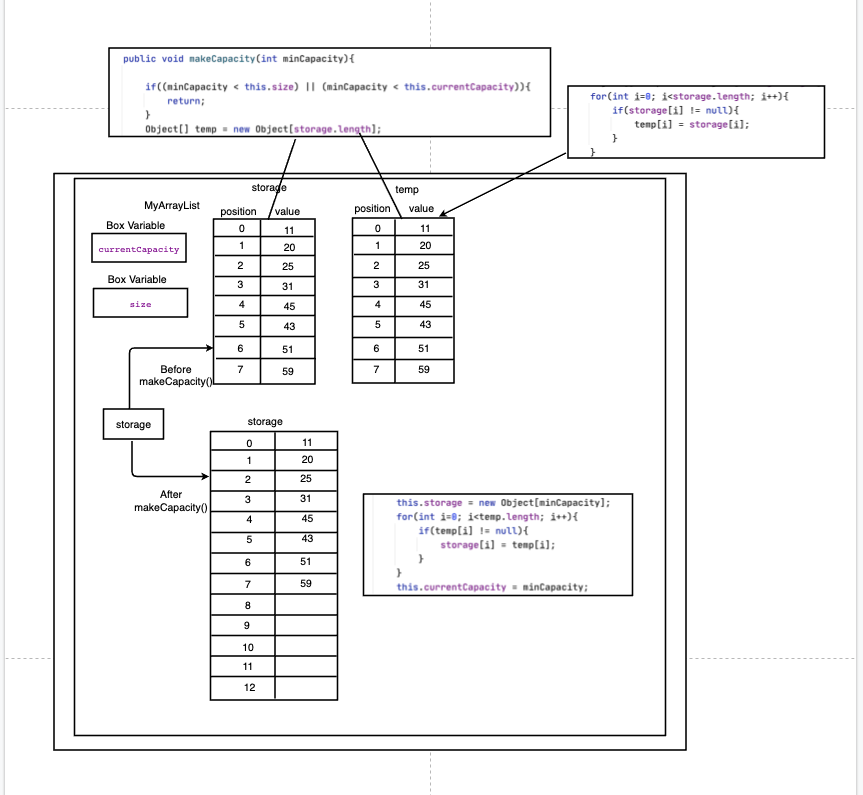 public void makeCapacity(int minCapacity){
if((minCapacity < this.size) || (minCapacity < this.currentCapacity)){
return;
}
Object[] temp = new Object[storage.length];
for(int i=0; i<storage.length; i++){
if(storage[i] != null){
temp[i] = storage[i];
}
}
storage
temp
MyArrayList
position value
position value
Box Variable
currentCapacity
Box Variable
size
0 11
1 20
2 25
3 31
4 45
5 43
6 51
7 59
0 11
1 20
2 25
3 31
4 45
5 43
6 51
7 59
Before
makeCapacity()
storage
After
makeCapacity()
storage
0 11
1 20
2 25
3 31
4 45
5 43
6 51
7 59
8
9
10
11
12
this.storage = new Object[minCapacity];
for(int i=0; i<temp.length; i++){
if(temp[i] != null){
storage[i] = temp[i];
}
}
this.currentCapacity = minCapacity;